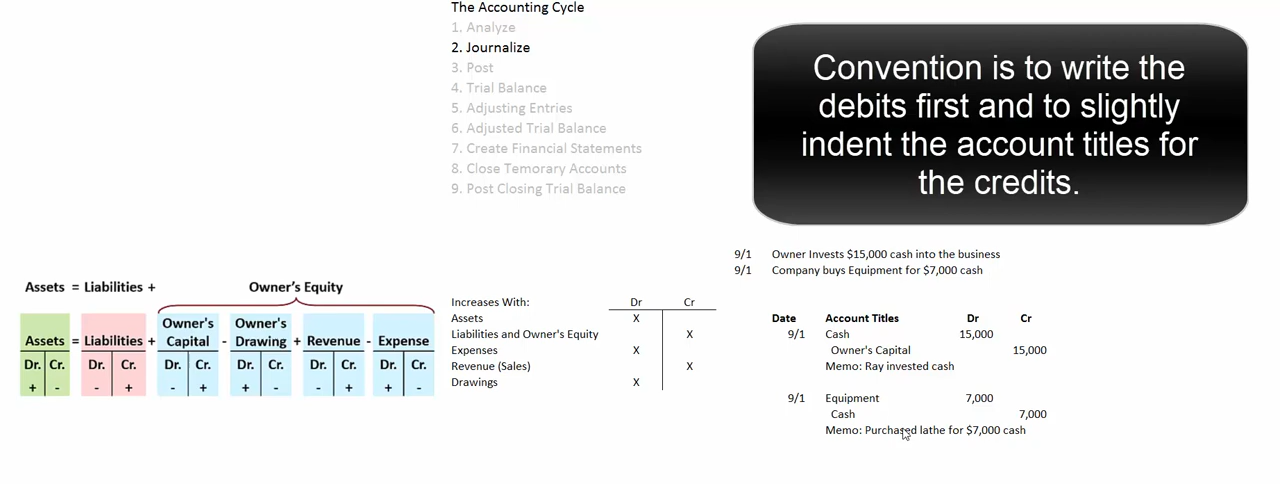 The Accounting Cycle
1. Analyze
2. Journalize
3. Post
4. Trial Balance
5. Adjusting Entries
6. Adjusted Trial Balance
7. Create Financial Statements
8. Close Temorary Accounts
9. Post Closing Trial Balance
Convention is to write the
debits first and to slightly
indent the account titles for
the credits.
9/1 Owner Invests $15,000 cash into the business
9/1 Company buys Equipment for $7,000 cash
Assets = Liabilities + Owner's Equity
Assets = Liabilities + Owner's Capital - Owner's Drawing + Revenue - Expense
Dr. Cr. Dr. Cr. Dr. Cr. Dr. Cr. Dr. Cr. Dr. Cr.
+ - - + - + + - - + + -
Increases With: Dr Cr
Assets X
Liabilities and Owner's Equity X
Expenses X
Revenue (Sales) X
Drawings X
Date Account Titles Dr Cr
9/1 Cash 15,000
Owner's Capital 15,000
Memo: Ray invested cash
9/1 Equipment 7,000
Cash 7,000
Memo: Purchased lathe for $7,000 cash